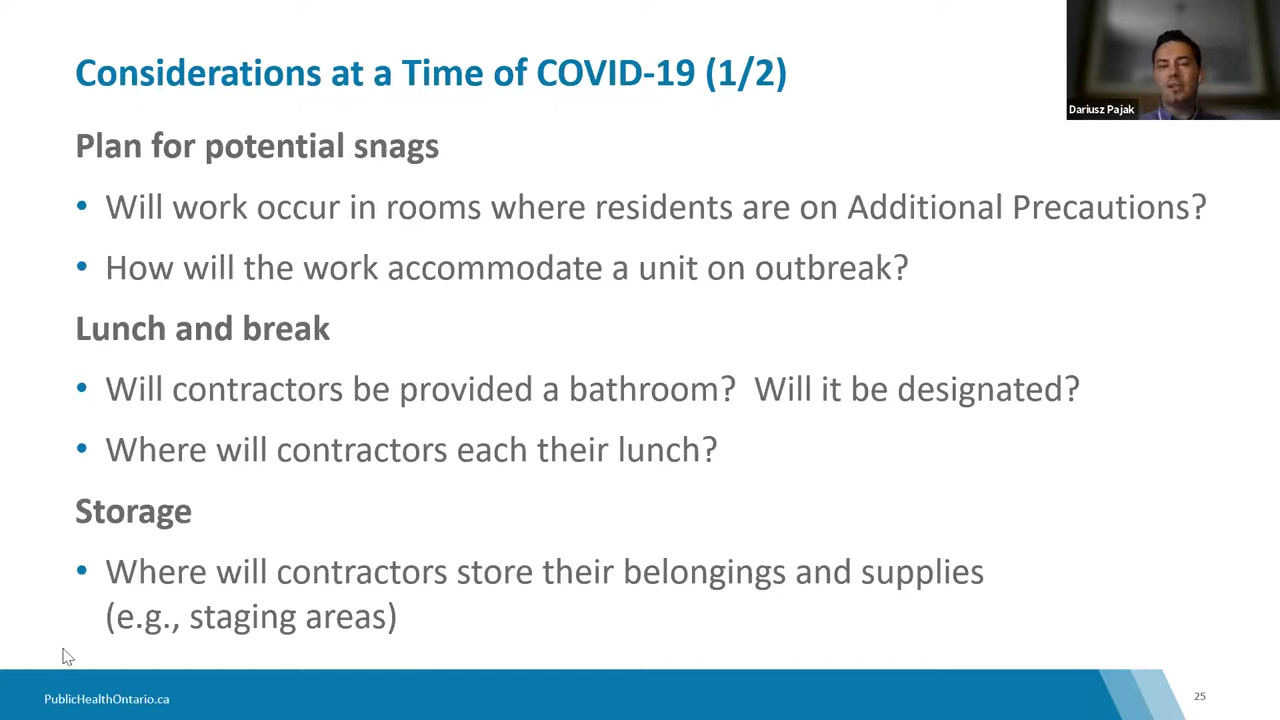 Considerations at a Time of COVID-19 (1/2)
Dariusz Pajak
Plan for potential snags
• Will work occur in rooms where residents are on Additional Precautions?
• How will the work accommodate a unit on outbreak?
Lunch and break
• Will contractors be provided a bathroom?  Will it be designated?
• Where will contractors each their lunch?
Storage
• Where will contractors store their belongings and supplies
(e.g., staging areas)
PublicHealthOntario.ca
25